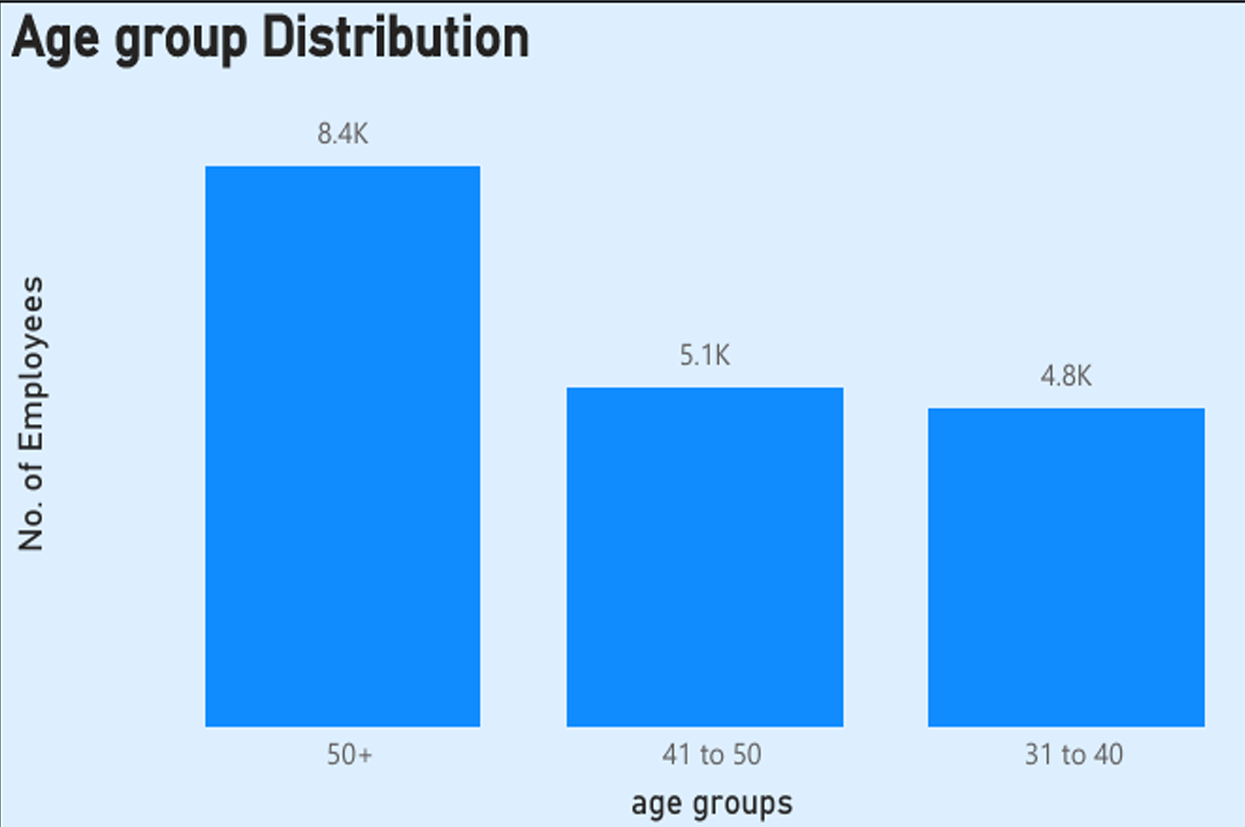 Age group Distribution
8.4K
5.1K
4.8K
No. of Employees
50+
41 to 50
31 to 40
age groups